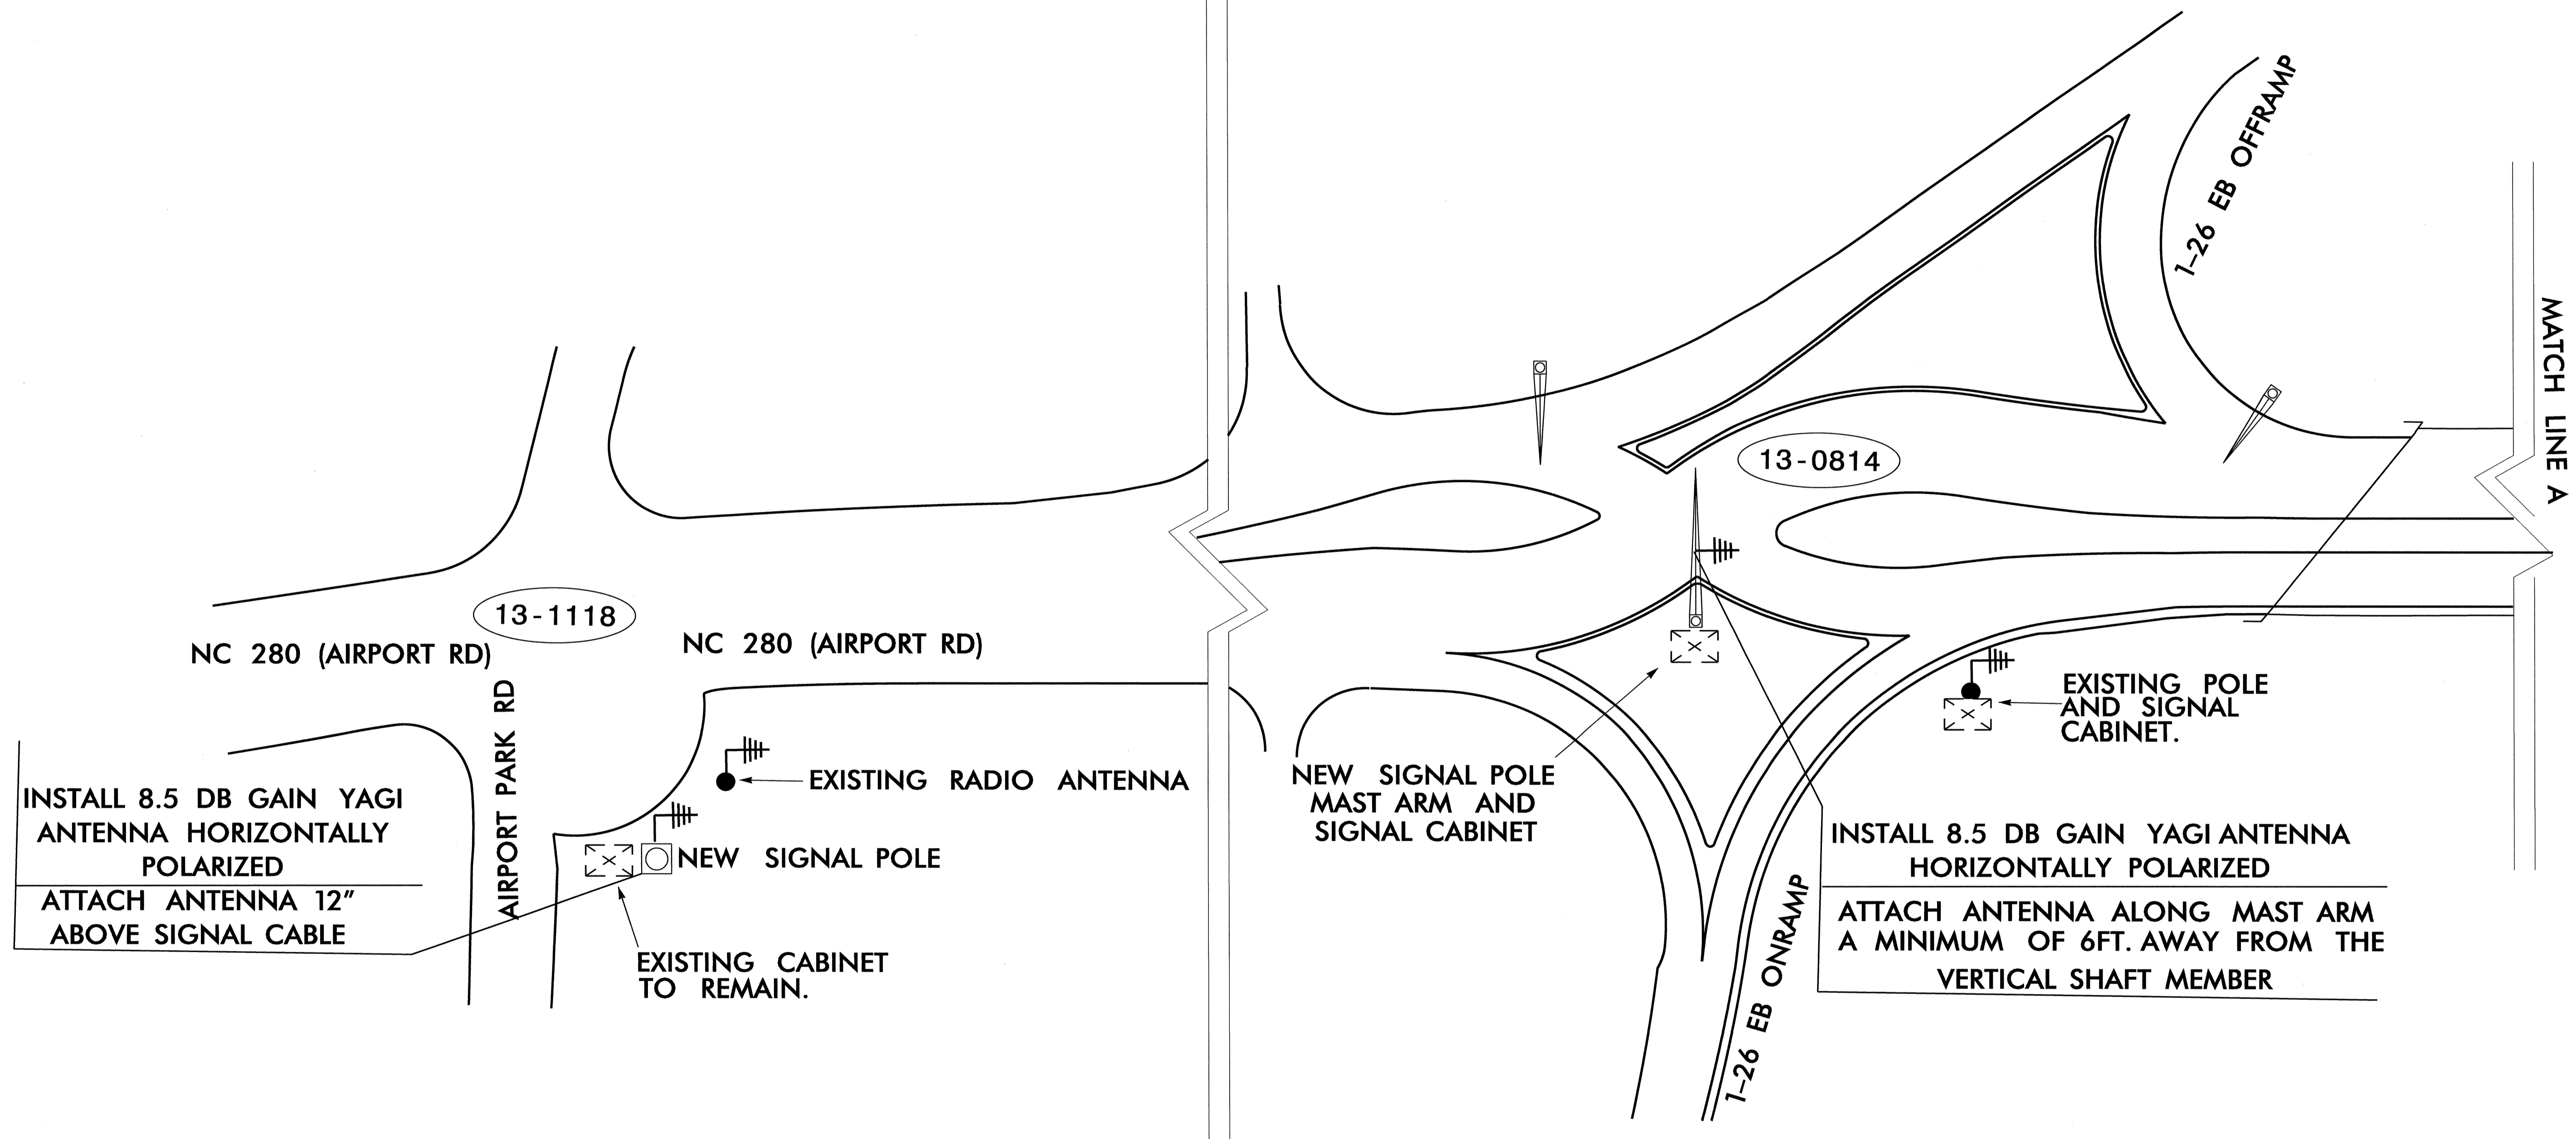 1-26 EB OFFRAMP
MATCH LINE A
13-0814
13-1118
NC 280 (AIRPORT RD)
NC 280 (AIRPORT RD)
AIRPORT PARK RD
INSTALL 8.5 DB GAIN YAGI
ANTENNA HORIZONTALLY
POLARIZED
ATTACH ANTENNA 12”
ABOVE SIGNAL CABLE
EXISTING RADIO ANTENNA
NEW SIGNAL POLE
EXISTING CABINET
TO REMAIN.
NEW SIGNAL POLE
MAST ARM AND
SIGNAL CABINET
EXISTING POLE
AND SIGNAL
CABINET.
INSTALL 8.5 DB GAIN YAGI ANTENNA
HORIZONTALLY POLARIZED
ATTACH ANTENNA ALONG MAST ARM
A MINIMUM OF 6FT. AWAY FROM THE
VERTICAL SHAFT MEMBER
1-26 EB ONRAMP